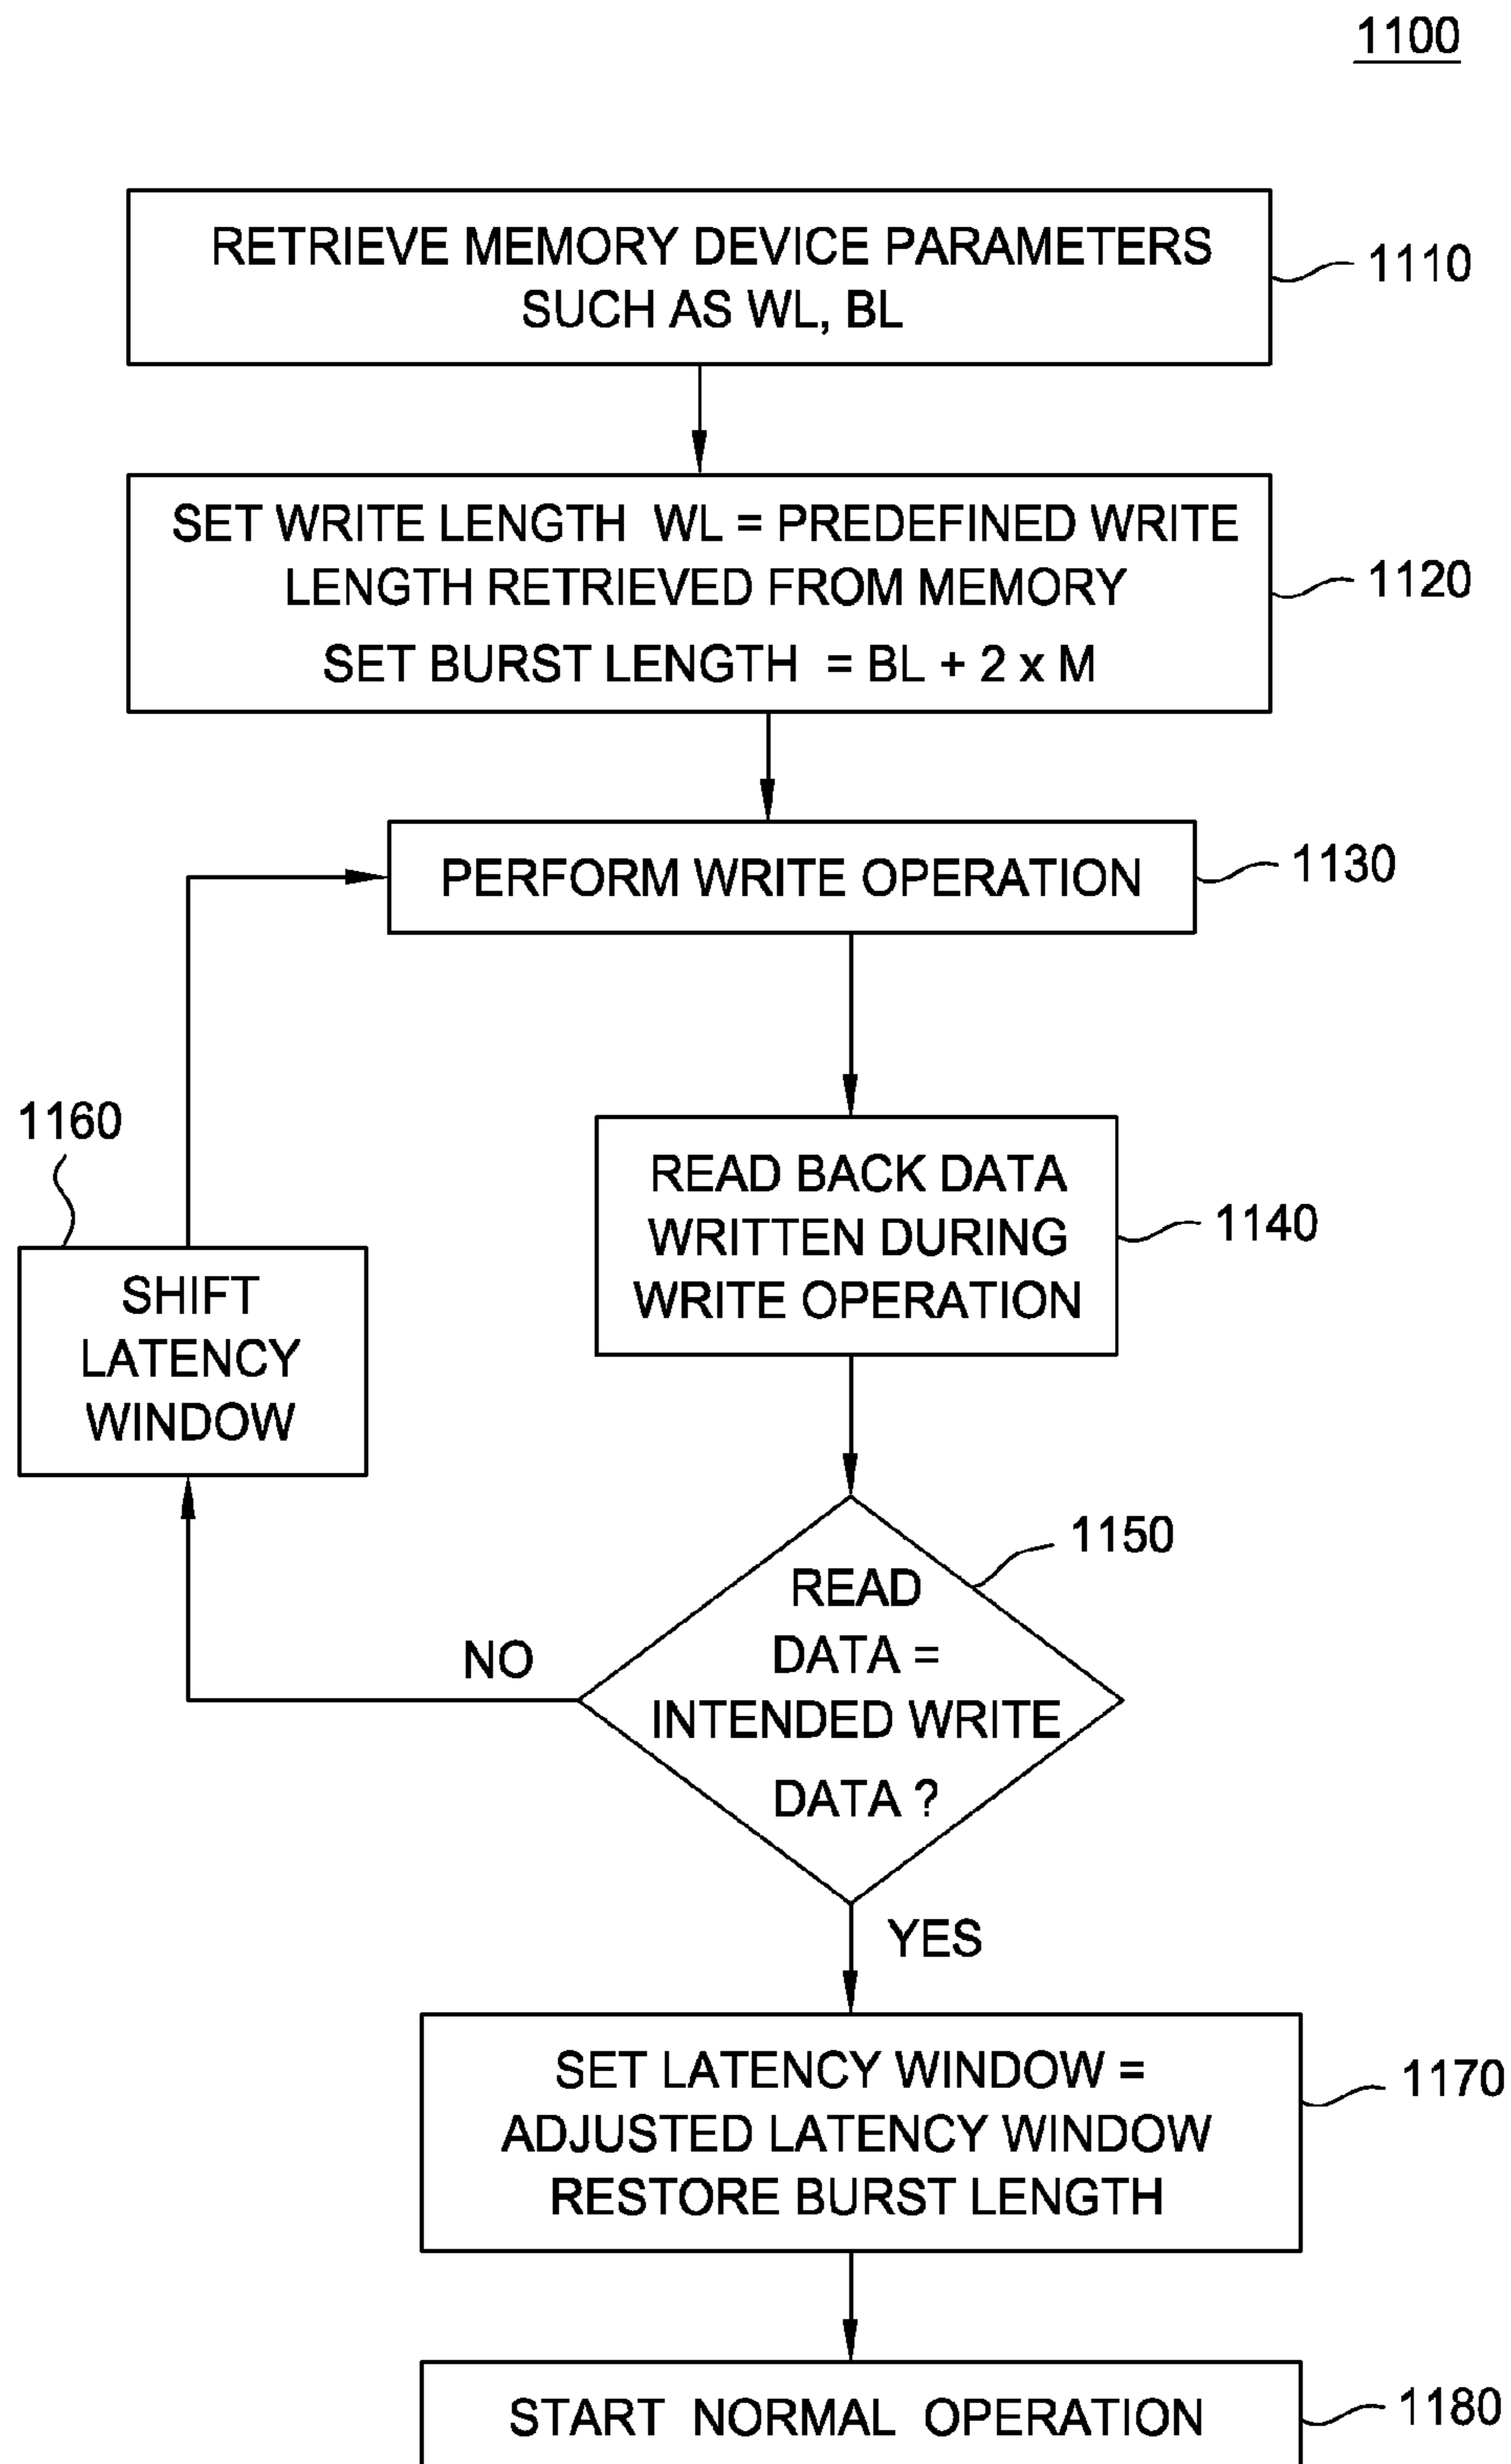 1100
RETRIEVE MEMORY DEVICE PARAMETERS
SUCH AS WL, BL
1110
SET WRITE LENGTH WL = PREDEFINED WRITE
LENGTH RETRIEVED FROM MEMORY
SET BURST LENGTH = BL + 2 x M
1120
PERFORM WRITE OPERATION
1130
READ BACK DATA
WRITTEN DURING
WRITE OPERATION
1140
1160
SHIFT
LATENCY
WINDOW
READ
DATA =
INTENDED WRITE
DATA ?
1150
NO
YES
SET LATENCY WINDOW =
ADJUSTED LATENCY WINDOW
RESTORE BURST LENGTH
1170
START NORMAL OPERATION
1180